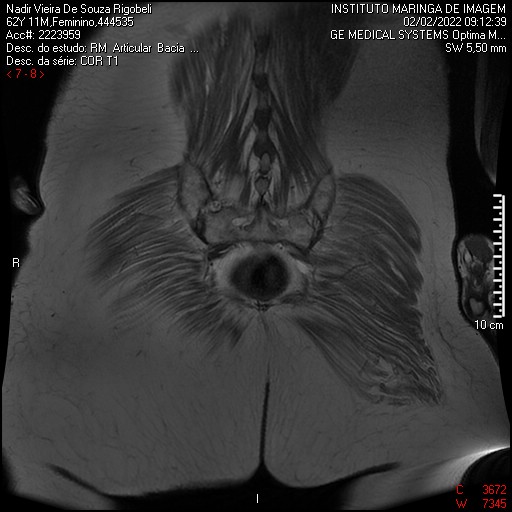 Nadir Vieira De Souza Rigobeli
62Y 11M,Feminino,444535
Acc#: 2223959
Desc. do estudo: RM Articular Bacia ...
Desc. da série: COR T1
< 7 - 8 >
INSTITUTO MARINGA DE IMAGEM
02/02/2022 09:12:39
GE MEDICAL SYSTEMS Optima M...
SW 5,50 mm
R
10 cm
I
C 3672
W 7345